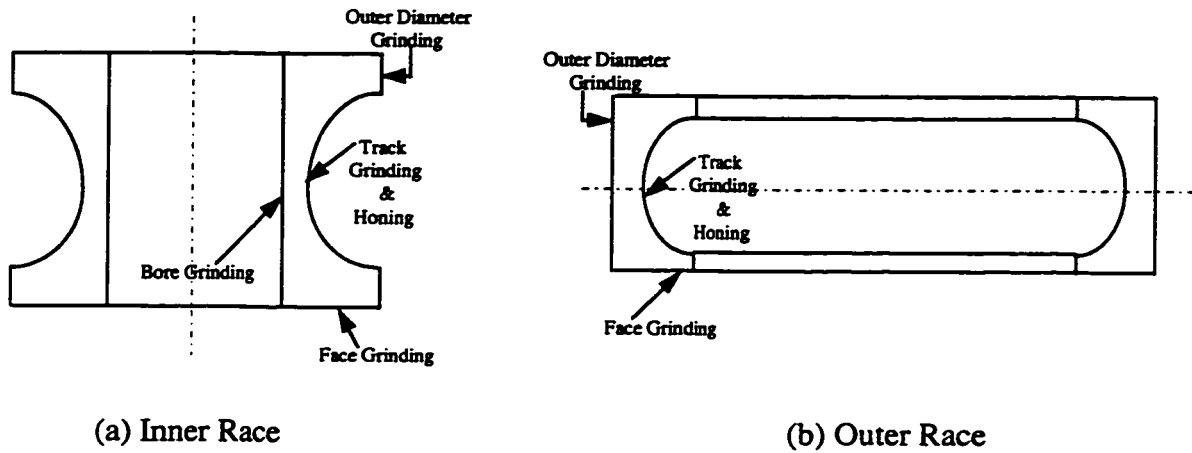 Outer Diameter
Grinding
Track
Grinding
&
Honing
Bore Grinding
Face Grinding
(a) Inner Race
Outer Diameter
Grinding
Track
Grinding
&
Honing
Face Grinding
(b) Outer Race